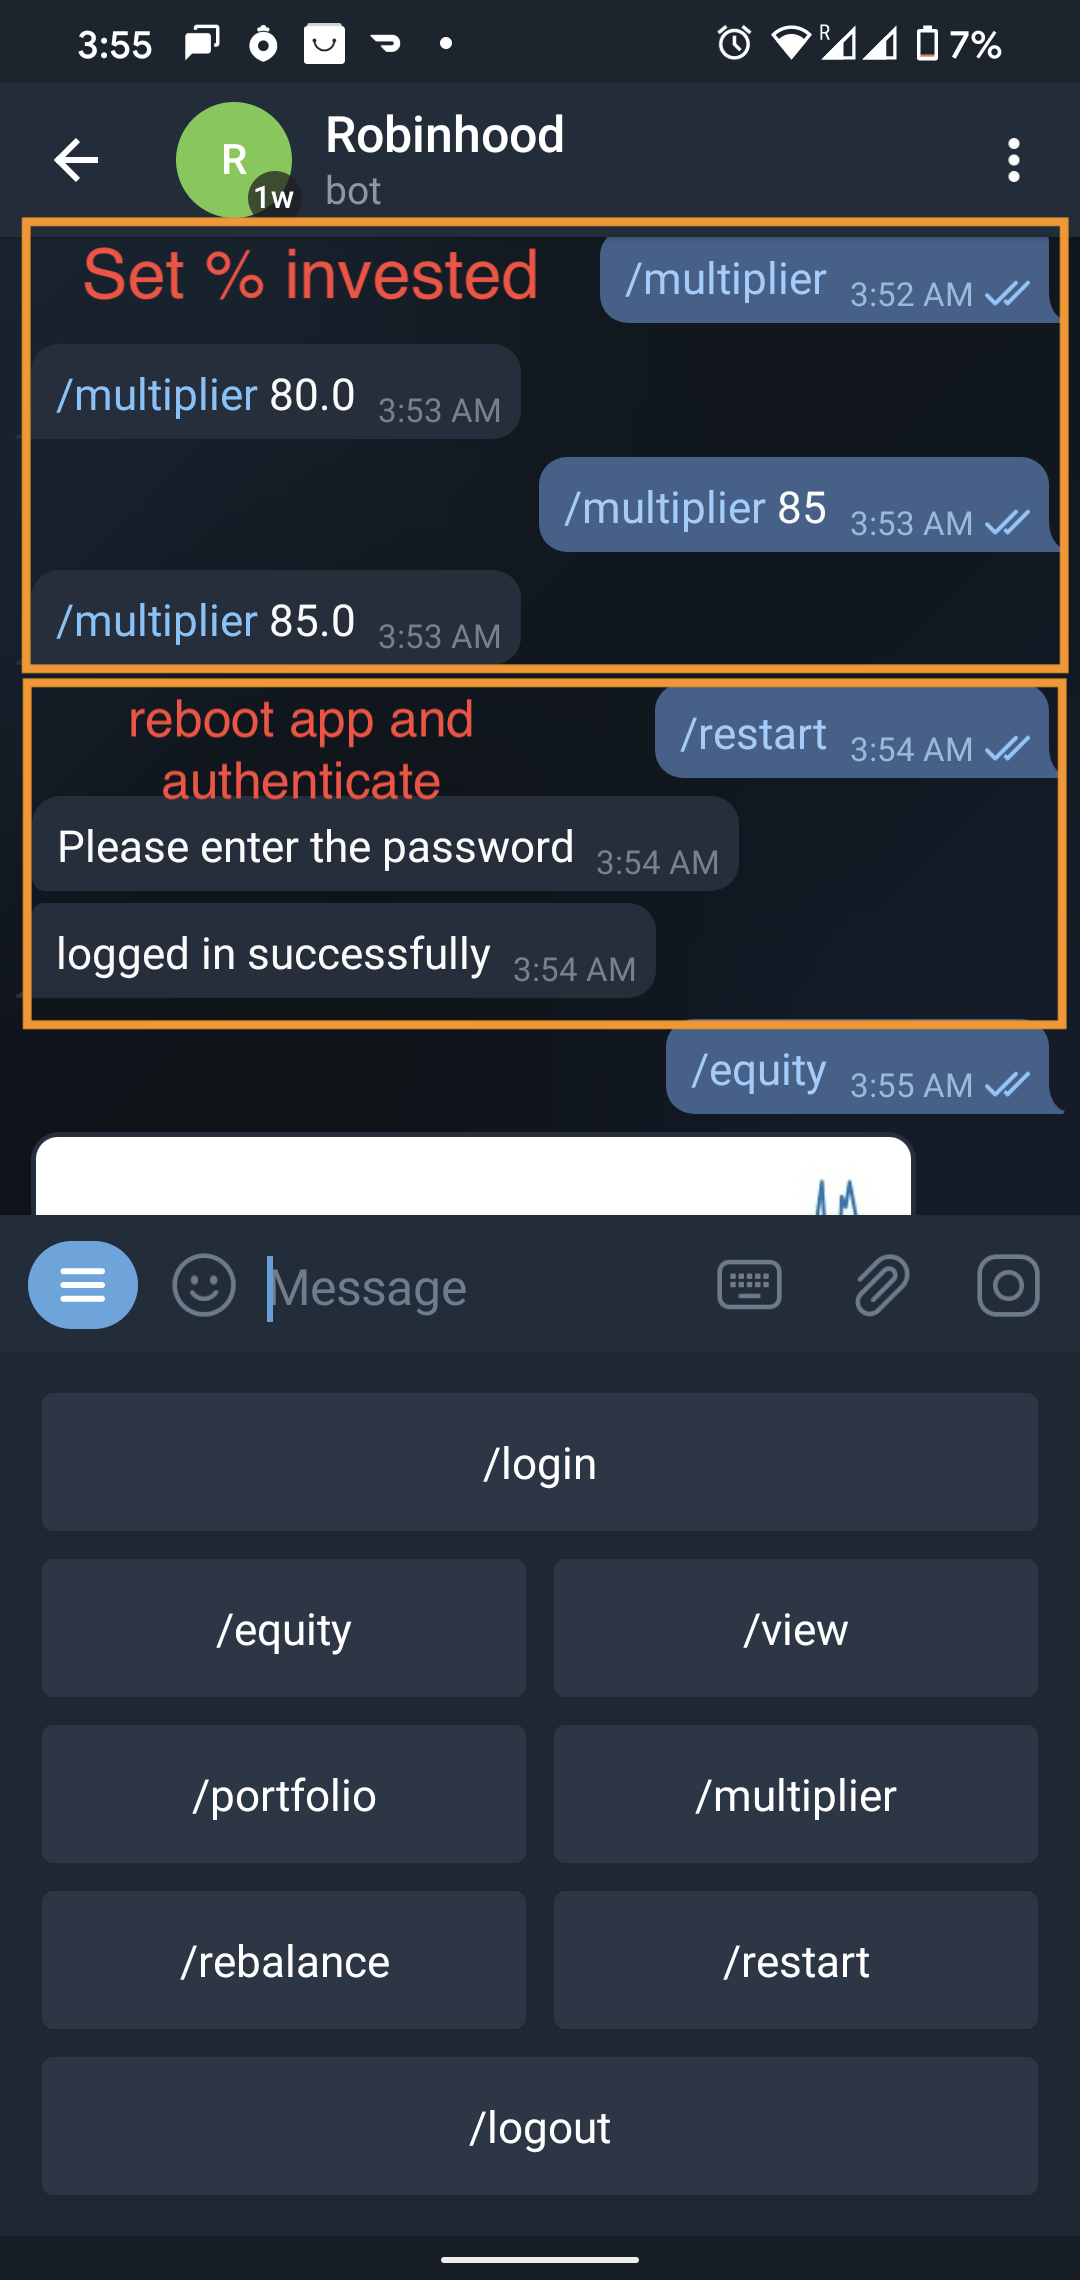 3:55 R 7%
R
1w
Robinhood
bot
Set % invested
/multiplier 3:52 AM
/multiplier 80.0 3:53 AM
/multiplier 85 3:53 AM
/multiplier 85.0 3:53 AM
reboot app and
authenticate
/restart 3:54 AM
Please enter the password 3:54 AM
logged in successfully 3:54 AM
/equity 3:55 AM
Message
/login
/equity /view
/portfolio /multiplier
/rebalance /restart
/logout